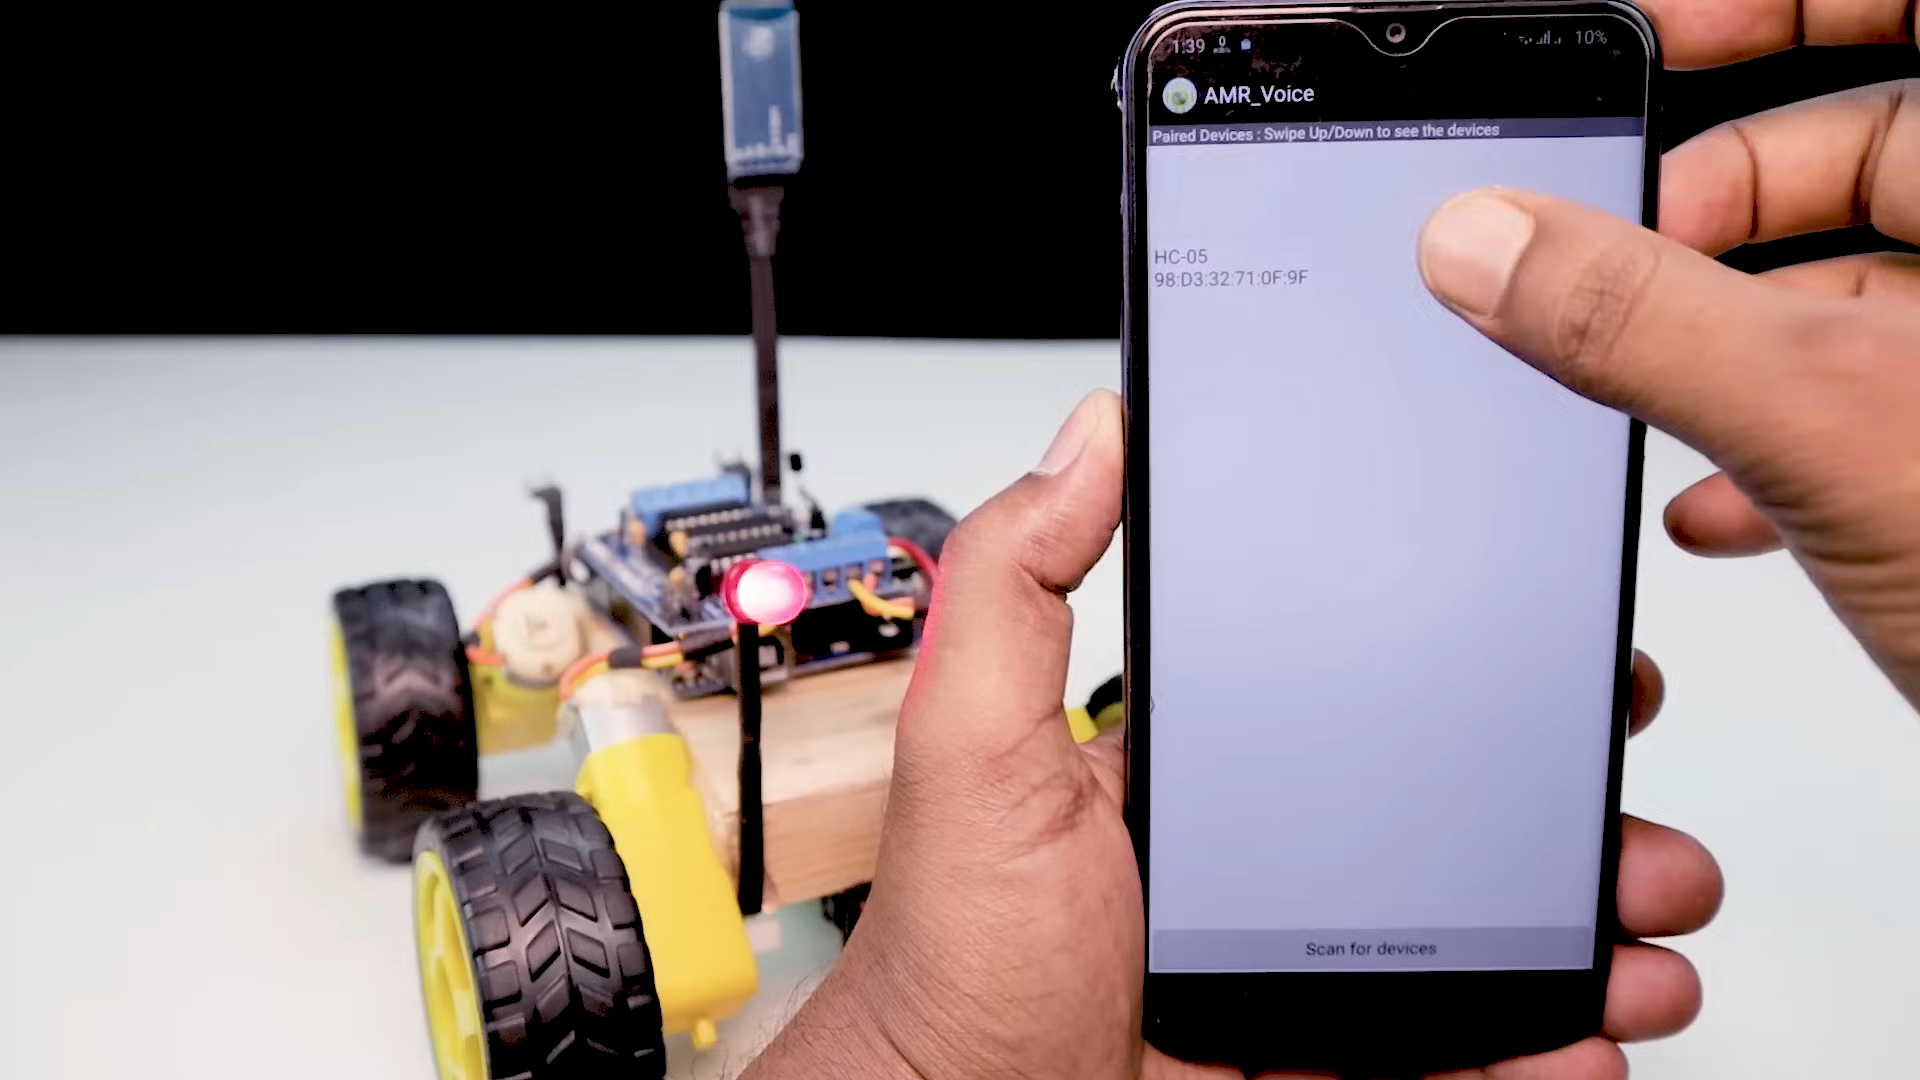 1:39
10%
AMR_Voice
Paired Devices : Swipe Up/Down to see the devices
HC-05
98:D3:32:71:0F:9F
Scan for devices